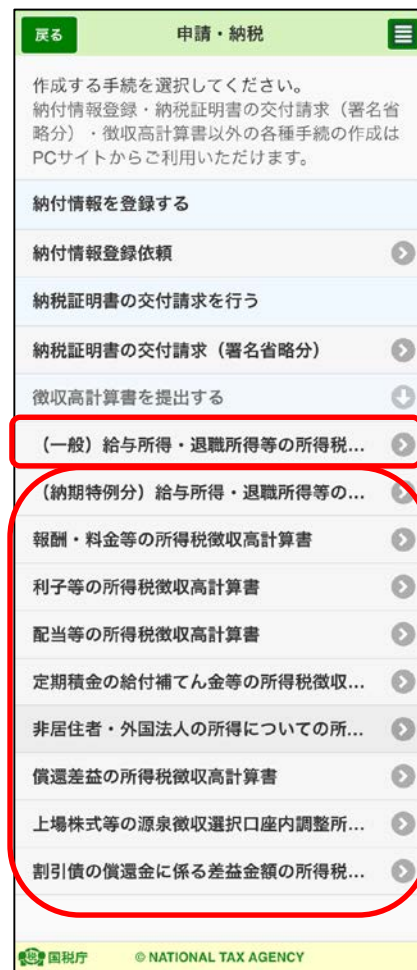 戻る
申請・納税
作成する手続を選択してください。
納付情報登録・納税証明書の交付請求（署名省
略分）・徴収高計算書以外の各種手続の作成は
PCサイトからご利用いただけます。
納付情報を登録する
納付情報登録依頼
納税証明書の交付請求を行う
納税証明書の交付請求（署名省略分）
徴収高計算書を提出する
（一般）給与所得・退職所得等の所得税...
（納期特例分）給与所得・退職所得等の...
報酬・料金等の所得税徴収高計算書
利子等の所得税徴収高計算書
配当等の所得税徴収高計算書
定期積金の給付補てん金等の所得税徴収...
非居住者・外国法人の所得についての所...
償還差益の所得税徴収高計算書
上場株式等の源泉徴収選択口座内調整所...
割引債の償還金に係る差益金額の所得税...
税 国税庁 © NATIONAL TAX AGENCY